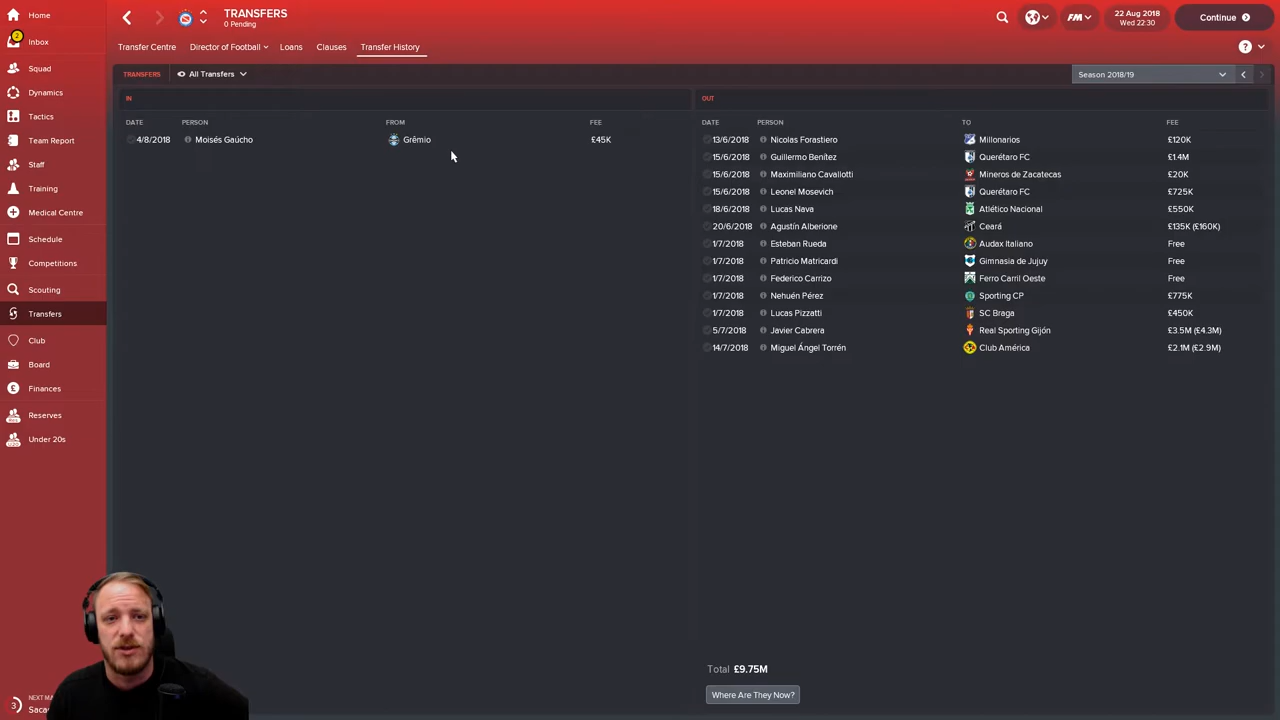 Home
2
Inbox
Squad
Dynamics
Tactics
Team Report
Staff
Training
Medical Centre
Schedule
Competitions
Scouting
Transfers
Club
Board
Finances
Reserves
Under 20s
3
NEXT MA
Saca
TRANSFERS
0 Pending
FM
22 Aug 2018
Wed 22:30
Continue
Transfer Centre
Director of Football
Loans
Clauses
Transfer History
?
TRANSFERS
All Transfers
Season 2018/19
IN
DATE PERSON FROM FEE
4/8/2018 Moisés Gaúcho Grêmio £45K
OUT
DATE PERSON TO FEE
13/6/2018 Nicolas Forastiero Millonarios £120K
15/6/2018 Guillermo Benítez Querétaro FC £1.4M
15/6/2018 Maximiliano Cavallotti Mineros de Zacatecas £20K
15/6/2018 Leonel Mosevich Querétaro FC £725K
18/6/2018 Lucas Nava Atlético Nacional £550K
20/6/2018 Agustín Alberione Ceará £135K (£160K)
1/7/2018 Esteban Rueda Audax Italiano Free
1/7/2018 Patricio Matricardi Gimnasia de Jujuy Free
1/7/2018 Federico Carrizo Ferro Carril Oeste Free
1/7/2018 Nehuén Pérez Sporting CP £775K
1/7/2018 Lucas Pizzatti SC Braga £450K
5/7/2018 Javier Cabrera Real Sporting Gijón £3.5M (£4.3M)
14/7/2018 Miguel Ángel Torrén Club América £2.1M (£2.9M)
Total £9.75M
Where Are They Now?